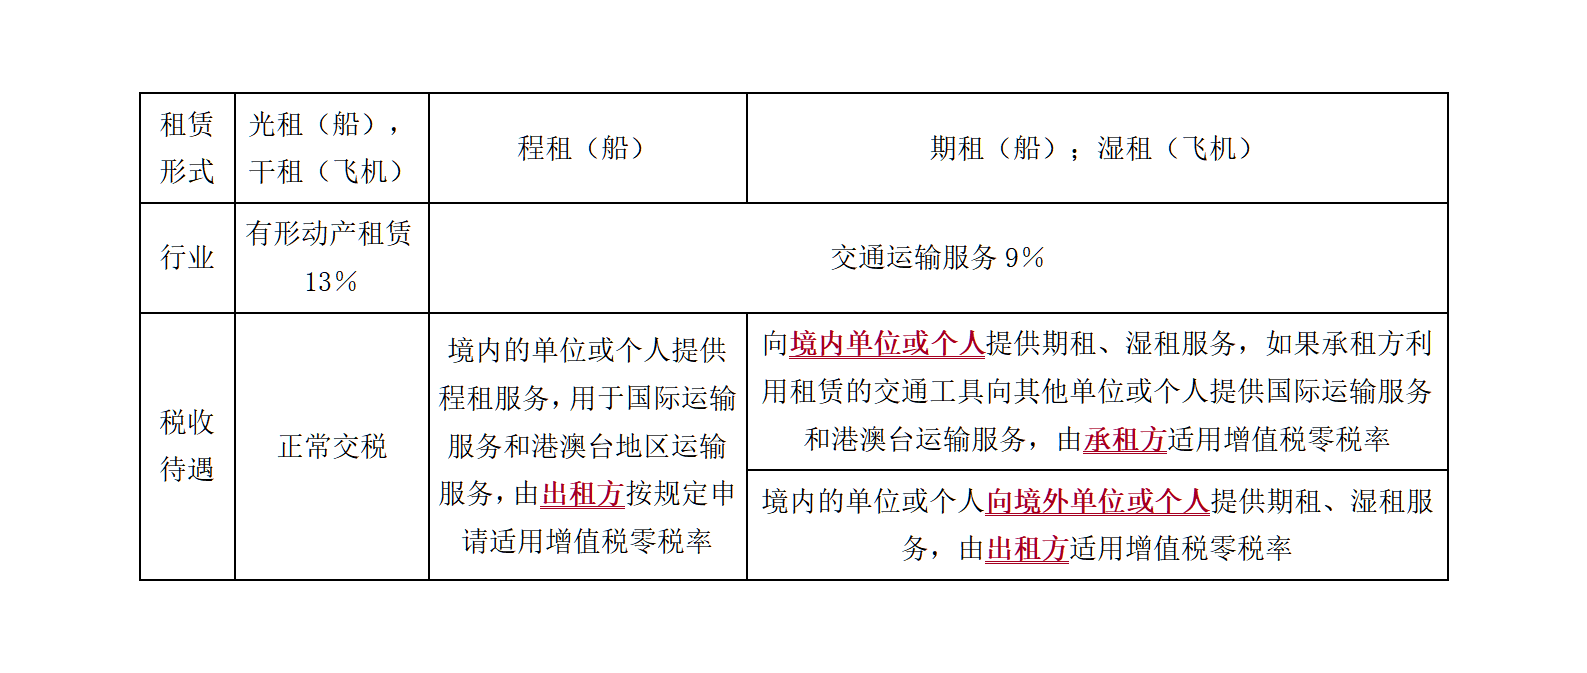 租赁
形式
光租（船），
干租（飞机）
程租（船）
期租（船）；湿租（飞机）
行业
有形动产租赁
13%
交通运输服务 9%
税收
待遇
正常交税
境内的单位或个人提供
程租服务，用于国际运输
服务和港澳台地区运输
服务，由出租方按规定申
请适用增值税零税率
向境内单位或个人提供期租、湿租服务，如果承租方利
用租赁的交通工具向其他单位或个人提供国际运输服务
和港澳台运输服务，由承租方适用增值税零税率
境内的单位或个人向境外单位或个人提供期租、湿租服
务，由出租方适用增值税零税率